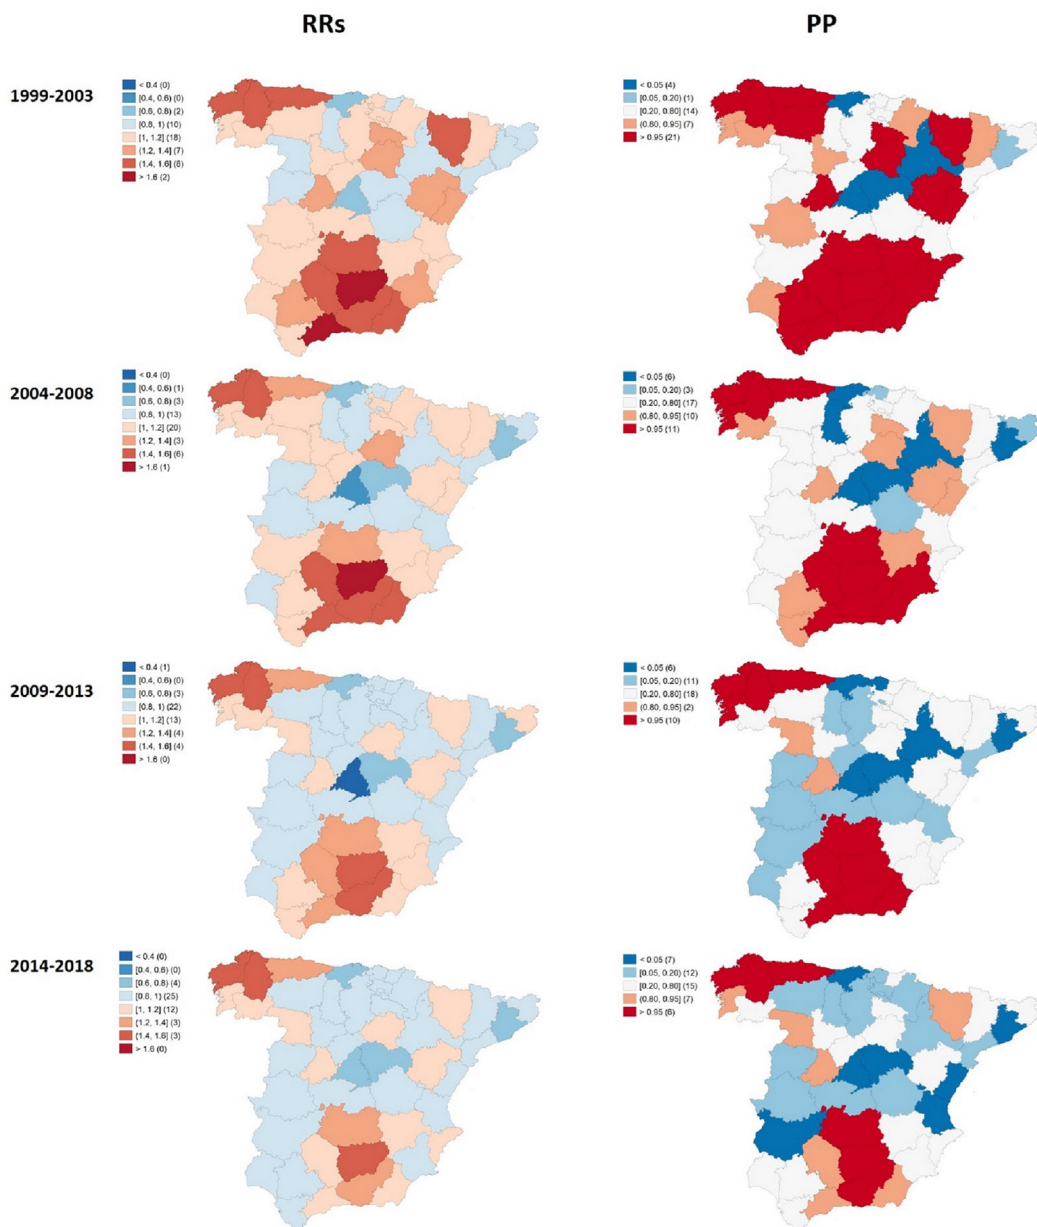 RRs
PP
1999-2003
< 0.4 (0)
[0.4, 0.6) (0)
[0.6, 0.8) (2)
[0.8, 1) (10)
[1, 1.2] (18)
(1.2, 1.4] (7)
(1.4, 1.6] (8)
> 1.6 (2)
< 0.05 (4)
[0.05, 0.20) (1)
[0.20, 0.80] (14)
(0.80, 0.95] (7)
> 0.95 (21)
2004-2008
< 0.4 (0)
[0.4, 0.6) (1)
[0.6, 0.8) (3)
[0.8, 1) (13)
[1, 1.2] (20)
(1.2, 1.4] (3)
(1.4, 1.6] (6)
> 1.6 (1)
< 0.05 (6)
[0.05, 0.20) (3)
[0.20, 0.80] (17)
(0.80, 0.95] (10)
> 0.95 (11)
2009-2013
< 0.4 (1)
[0.4, 0.6) (0)
[0.6, 0.8) (3)
[0.8, 1) (22)
[1, 1.2] (13)
(1.2, 1.4] (4)
(1.4, 1.6] (4)
> 1.6 (0)
< 0.05 (6)
[0.05, 0.20) (11)
[0.20, 0.80] (18)
(0.80, 0.95] (2)
> 0.95 (10)
2014-2018
< 0.4 (0)
[0.4, 0.6) (0)
[0.6, 0.8) (4)
[0.8, 1) (25)
[1, 1.2] (12)
(1.2, 1.4] (3)
(1.4, 1.6] (3)
> 1.6 (0)
< 0.05 (7)
[0.05, 0.20) (12)
[0.20, 0.80] (15)
(0.80, 0.95] (7)
> 0.95 (6)